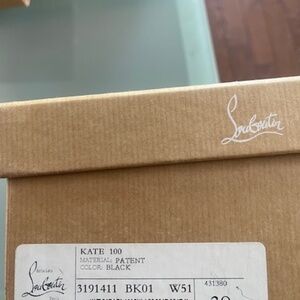 Louboutin
KATE 100
MATERIAL: PATENT
COLOR: BLACK
Louboutin
3191411 BK01 W51
431380